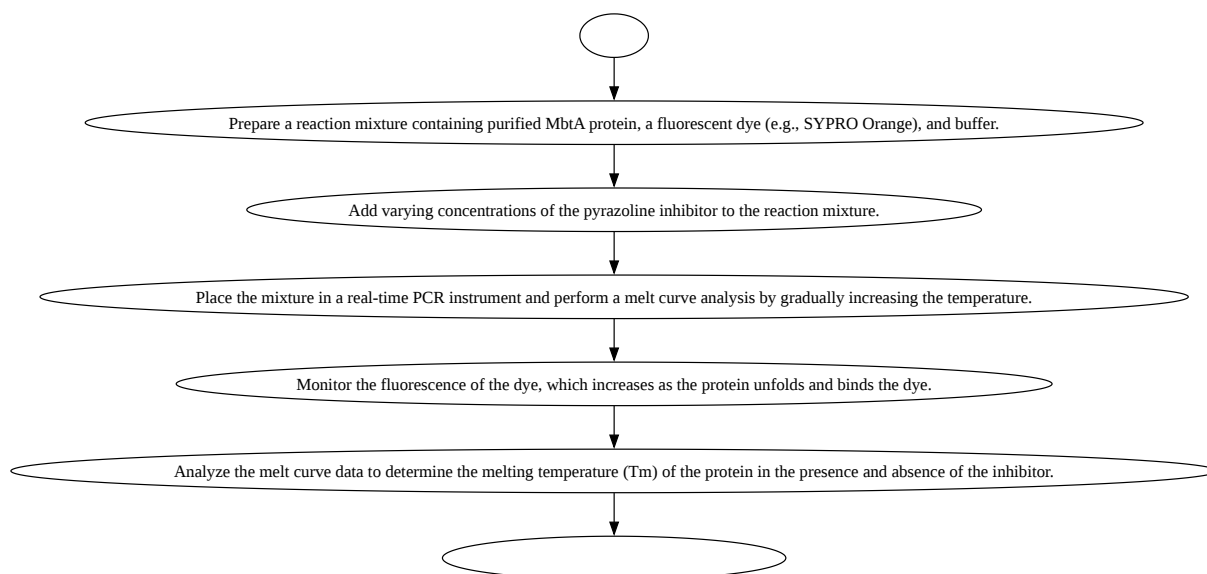 Prepare a reaction mixture containing purified MbtA protein, a fluorescent dye (e.g., SYPRO Orange), and buffer.
Add varying concentrations of the pyrazoline inhibitor to the reaction mixture.
Place the mixture in a real-time PCR instrument and perform a melt curve analysis by gradually increasing the temperature.
Monitor the fluorescence of the dye, which increases as the protein unfolds and binds the dye.
Analyze the melt curve data to determine the melting temperature (Tm) of the protein in the presence and absence of the inhibitor.